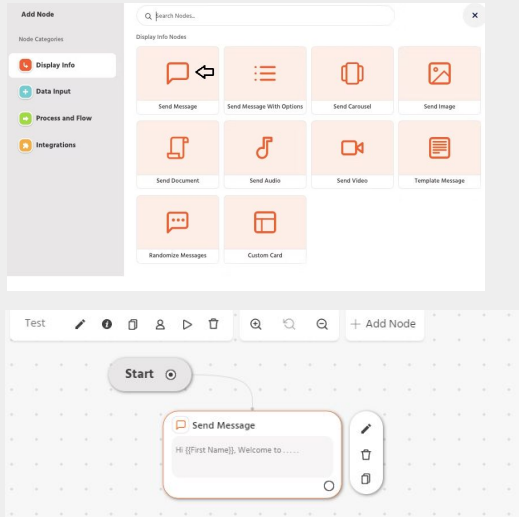 Add Node
Search Nodes..
Node Categories
Display Info Nodes
Display Info
Data Input
Process and Flow
Integrations
Send Message
Send Message With Options
Send Carousel
Send Image
Send Document
Send Audio
Send Video
Template Message
Randomize Messages
Custom Card
Test
+ Add Node
Start
Send Message
Hi {{First Name}}, Welcome to ......